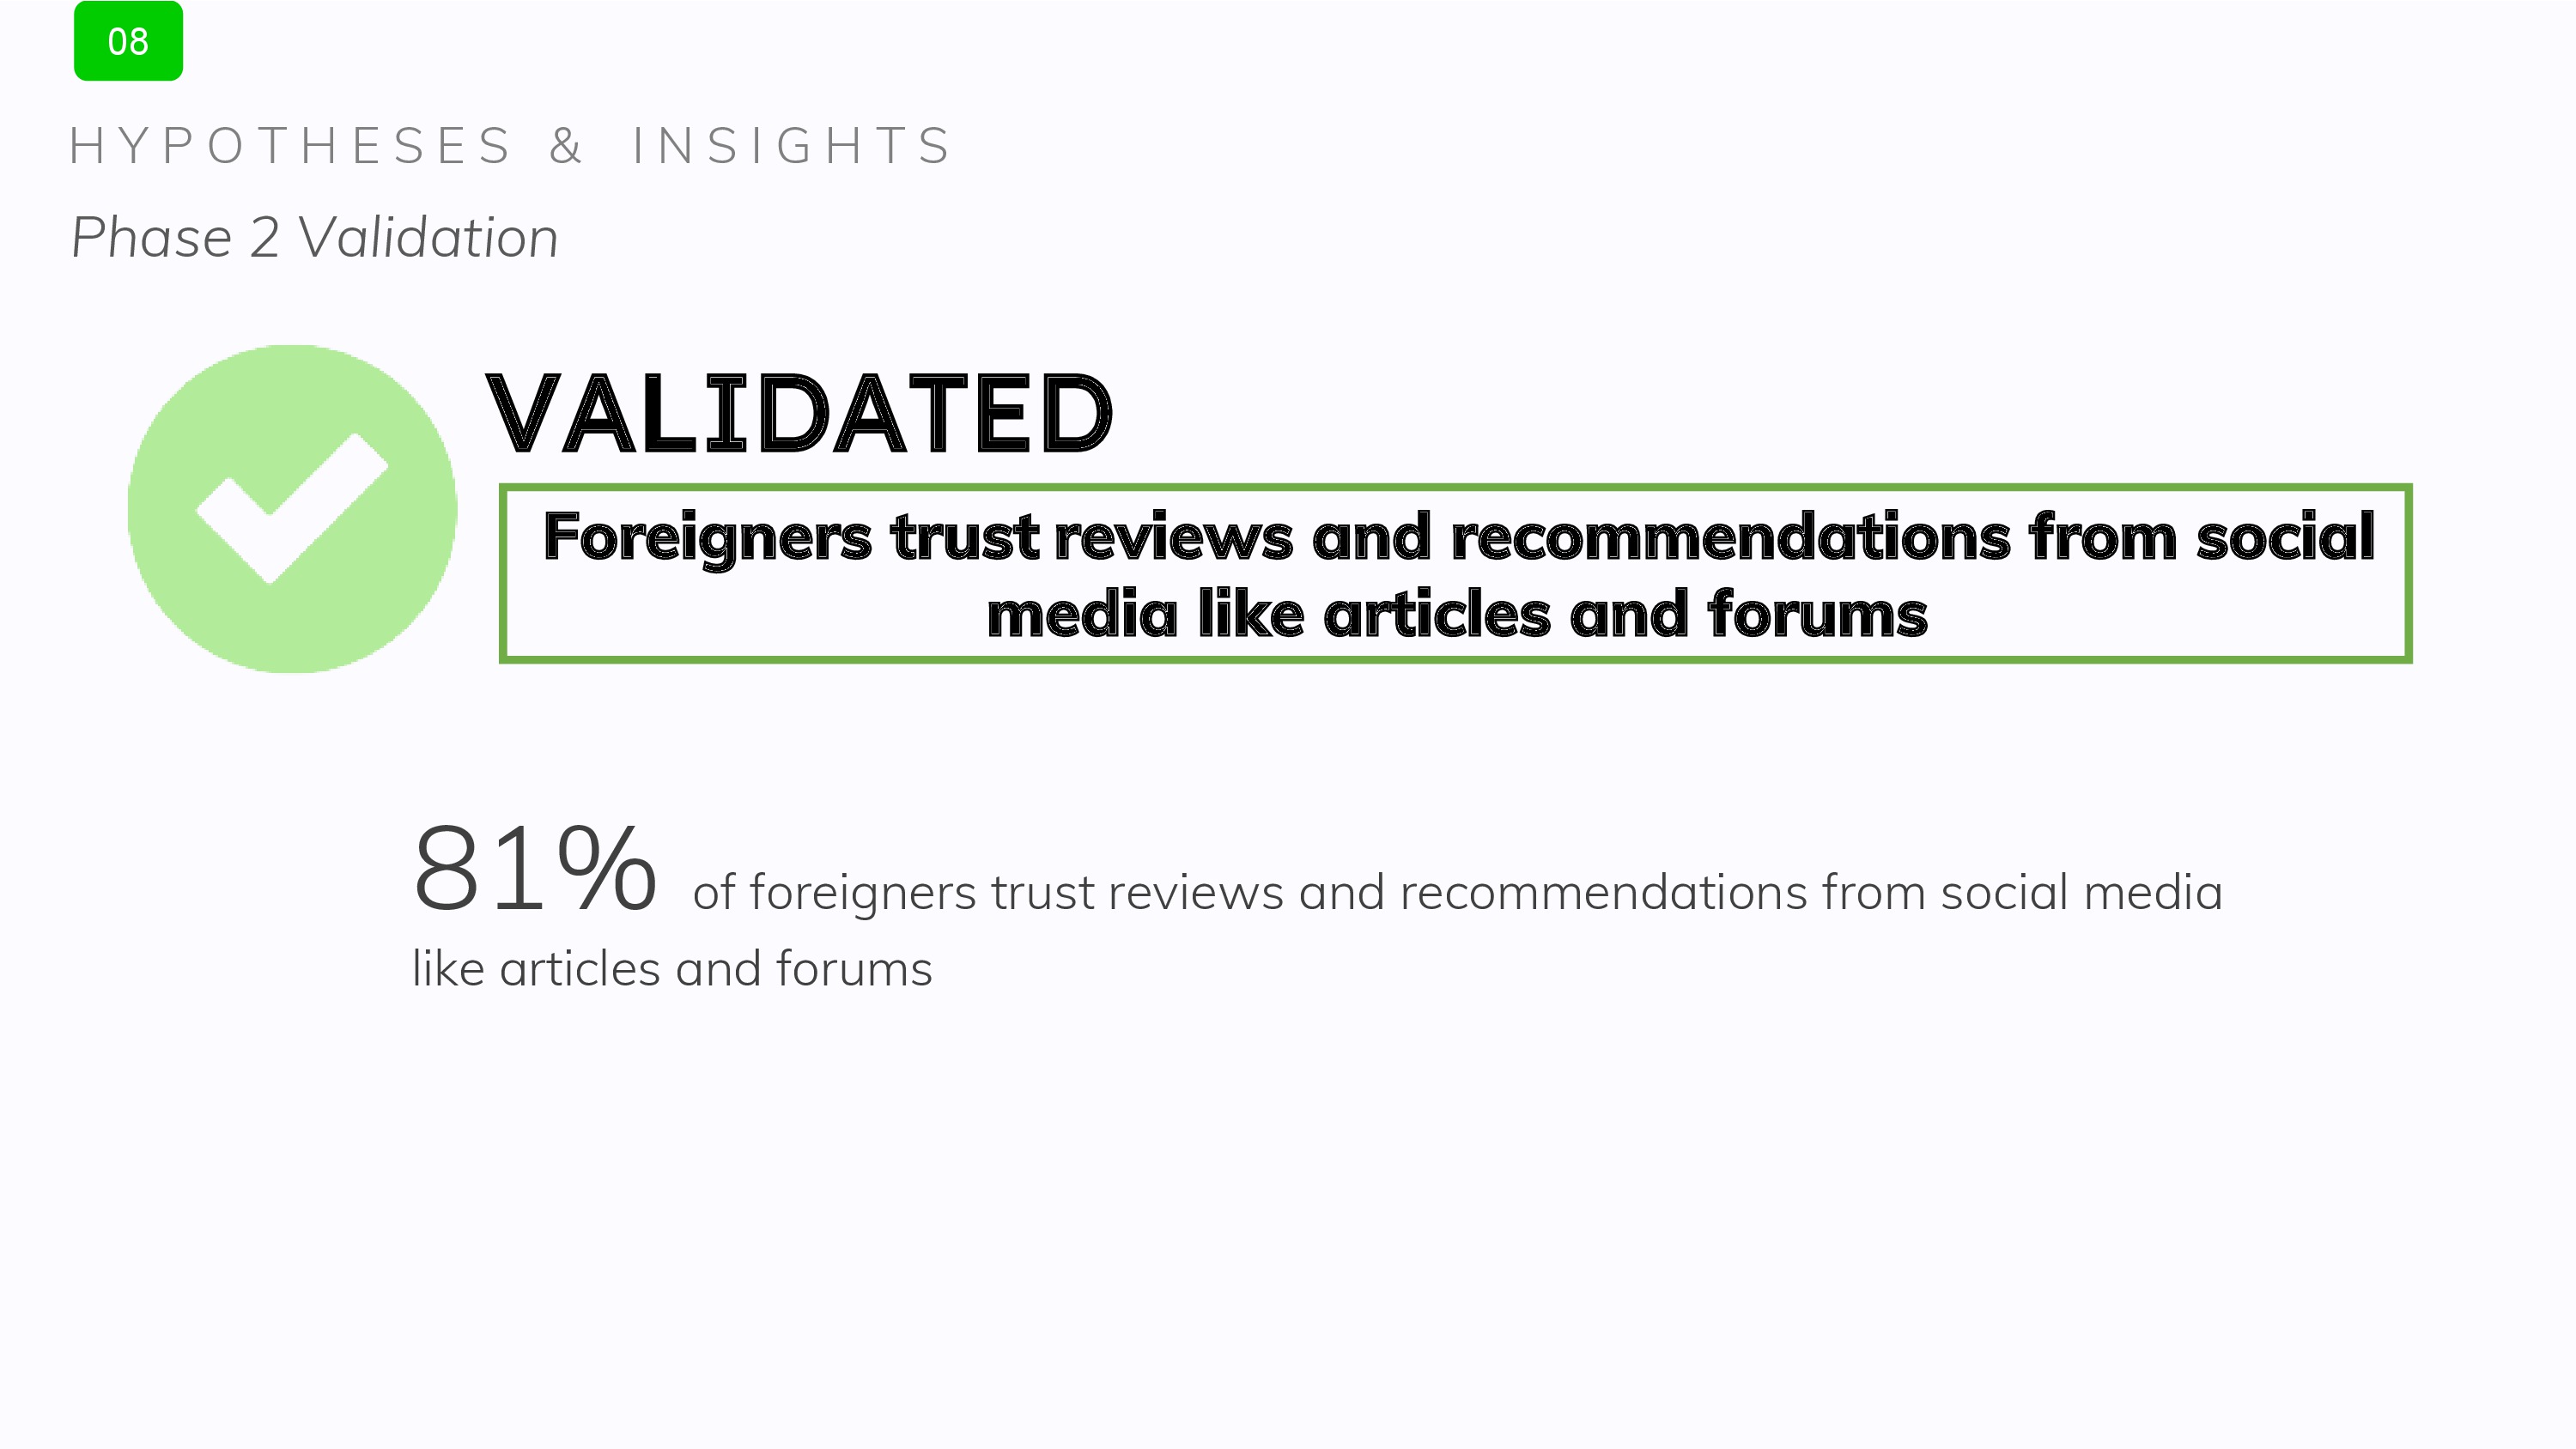 08
HYPOTHESES & INSIGHTS
Phase 2 Validation
VALIDATED
Foreigners trust reviews and recommendations from social
media like articles and forums
81% of foreigners trust reviews and recommendations from social media
like articles and forums